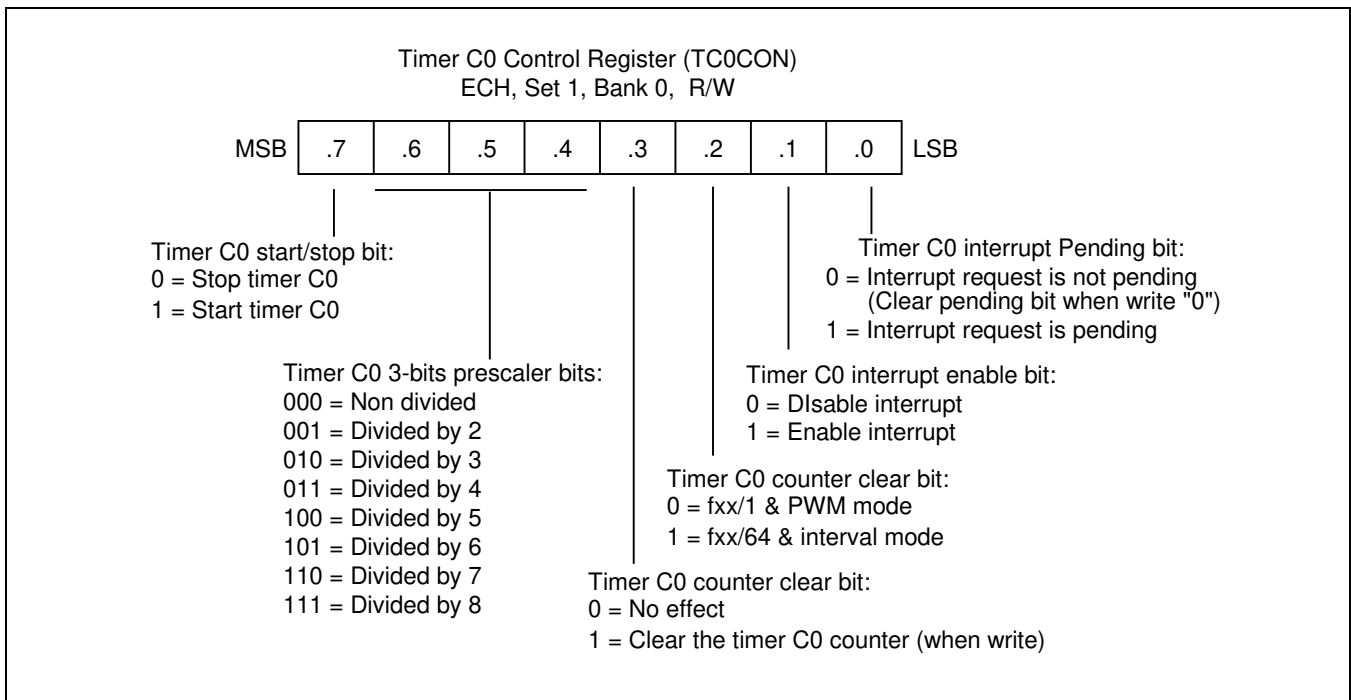 Timer C0 Control Register (TC0CON)
ECH, Set 1, Bank 0, R/W
MSB .7 .6 .5 .4 .3 .2 .1 .0 LSB
Timer C0 start/stop bit:
0 = Stop timer C0
1 = Start timer C0
Timer C0 interrupt Pending bit:
0 = Interrupt request is not pending
(Clear pending bit when write "0")
1 = Interrupt request is pending
Timer C0 3-bits prescaler bits:
000 = Non divided
001 = Divided by 2
010 = Divided by 3
011 = Divided by 4
100 = Divided by 5
101 = Divided by 6
110 = Divided by 7
111 = Divided by 8
Timer C0 interrupt enable bit:
0 = DIsable interrupt
1 = Enable interrupt
Timer C0 counter clear bit:
0 = fxx/1 & PWM mode
1 = fxx/64 & interval mode
Timer C0 counter clear bit:
0 = No effect
1 = Clear the timer C0 counter (when write)